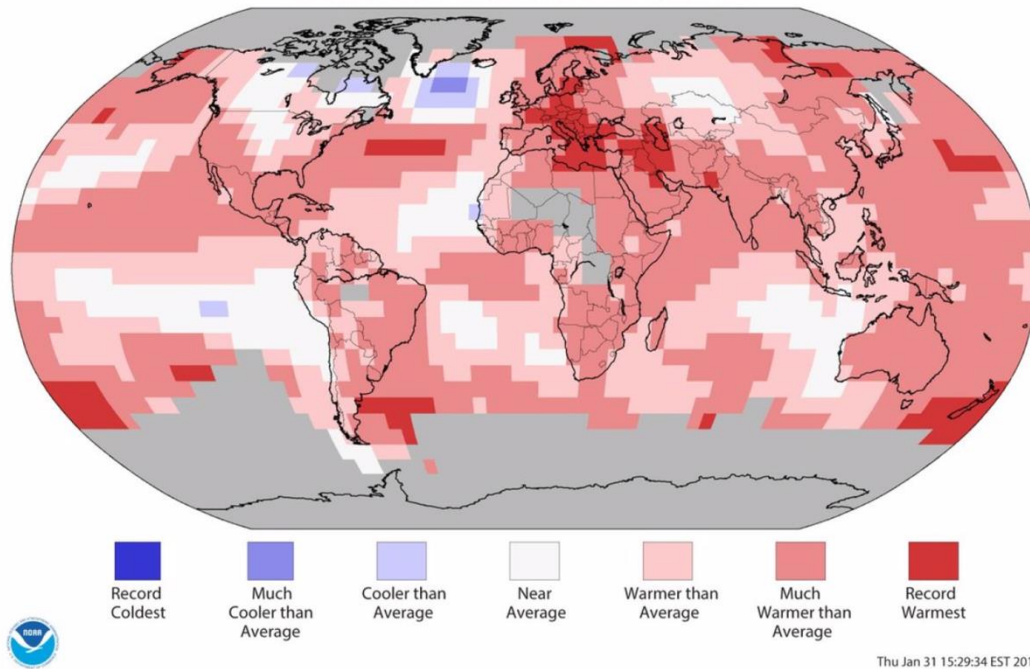 Record
Coldest
Much
Cooler than
Average
Cooler than
Average
Near
Average
Warmer than
Average
Much
Warmer than
Average
Record
Warmest
NOAA
Thu Jan 31 15:29:34 EST 201